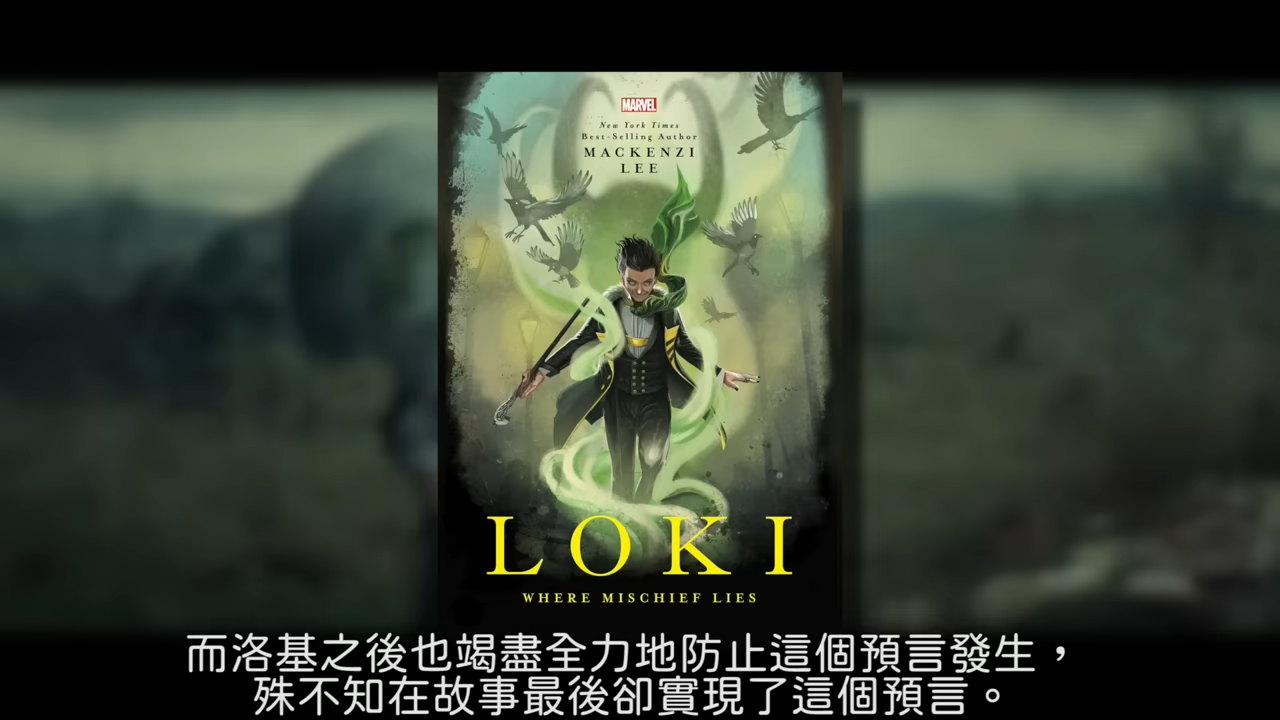 MARVEL
New York Times
Best-Selling Author
MACKENZI
LEE
LOKI
WHERE MISCHIEF LIES
而洛基之後也竭盡全力地防止這個預言發生，
殊不知在故事最後卻實現了這個預言。